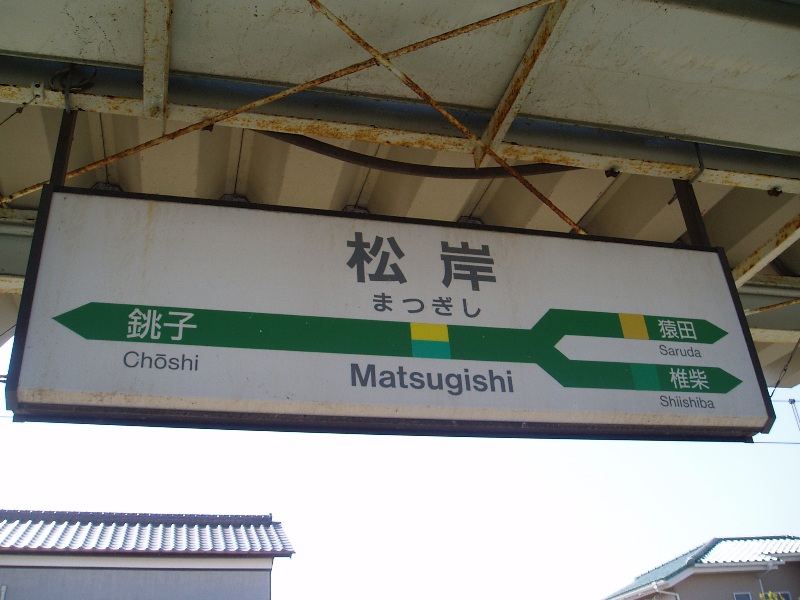 松岸
まつぎし
銚子
Chōshi
Matsugishi
猿田
Saruda
椎柴
Shiishiba